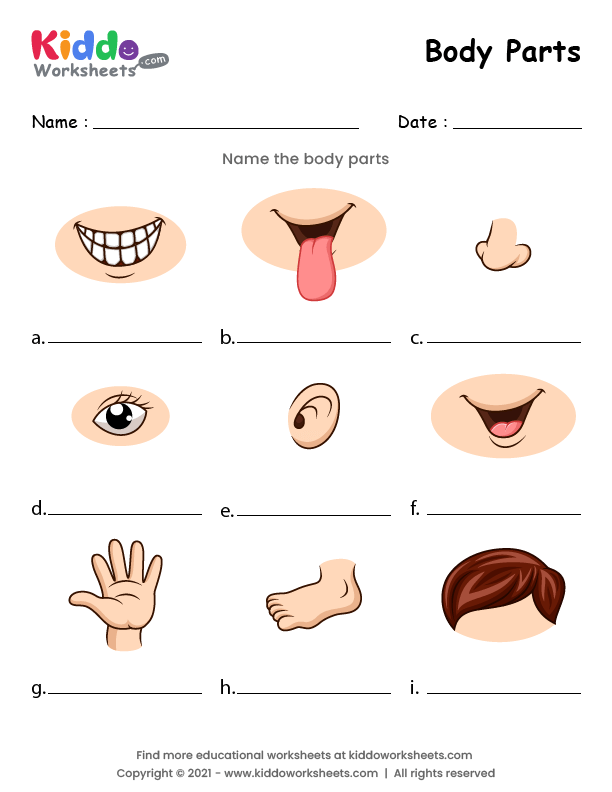 Kiddo
Worksheets.com
Body Parts
Name :
Date :
Name the body parts
a.
b.
c.
d.
e.
f.
g.
h.
i.
Find more educational worksheets at kiddoworksheets.com
Copyright © 2021 - www.kiddoworksheets.com | All rights reserved